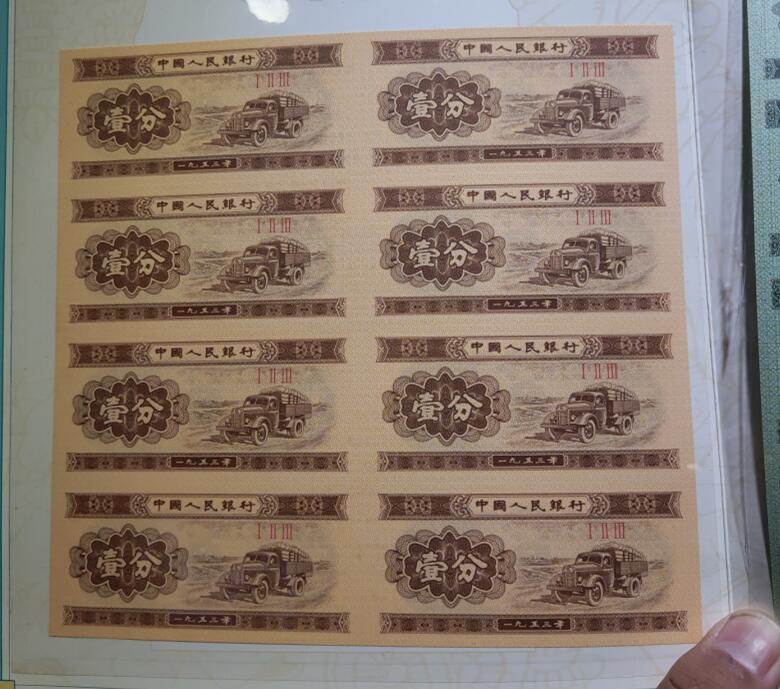 中國人民銀行
I II III
壹分
一九五三年
中國人民銀行
I II III
壹分
一九五三年
中國人民銀行
I II III
壹分
一九五三年
中國人民銀行
I II III
壹分
一九五三年
中國人民銀行
I II III
壹分
一九五三年
中國人民銀行
I II III
壹分
一九五三年
中國人民銀行
I II III
壹分
一九五三年
中國人民銀行
I II III
壹分
一九五三年